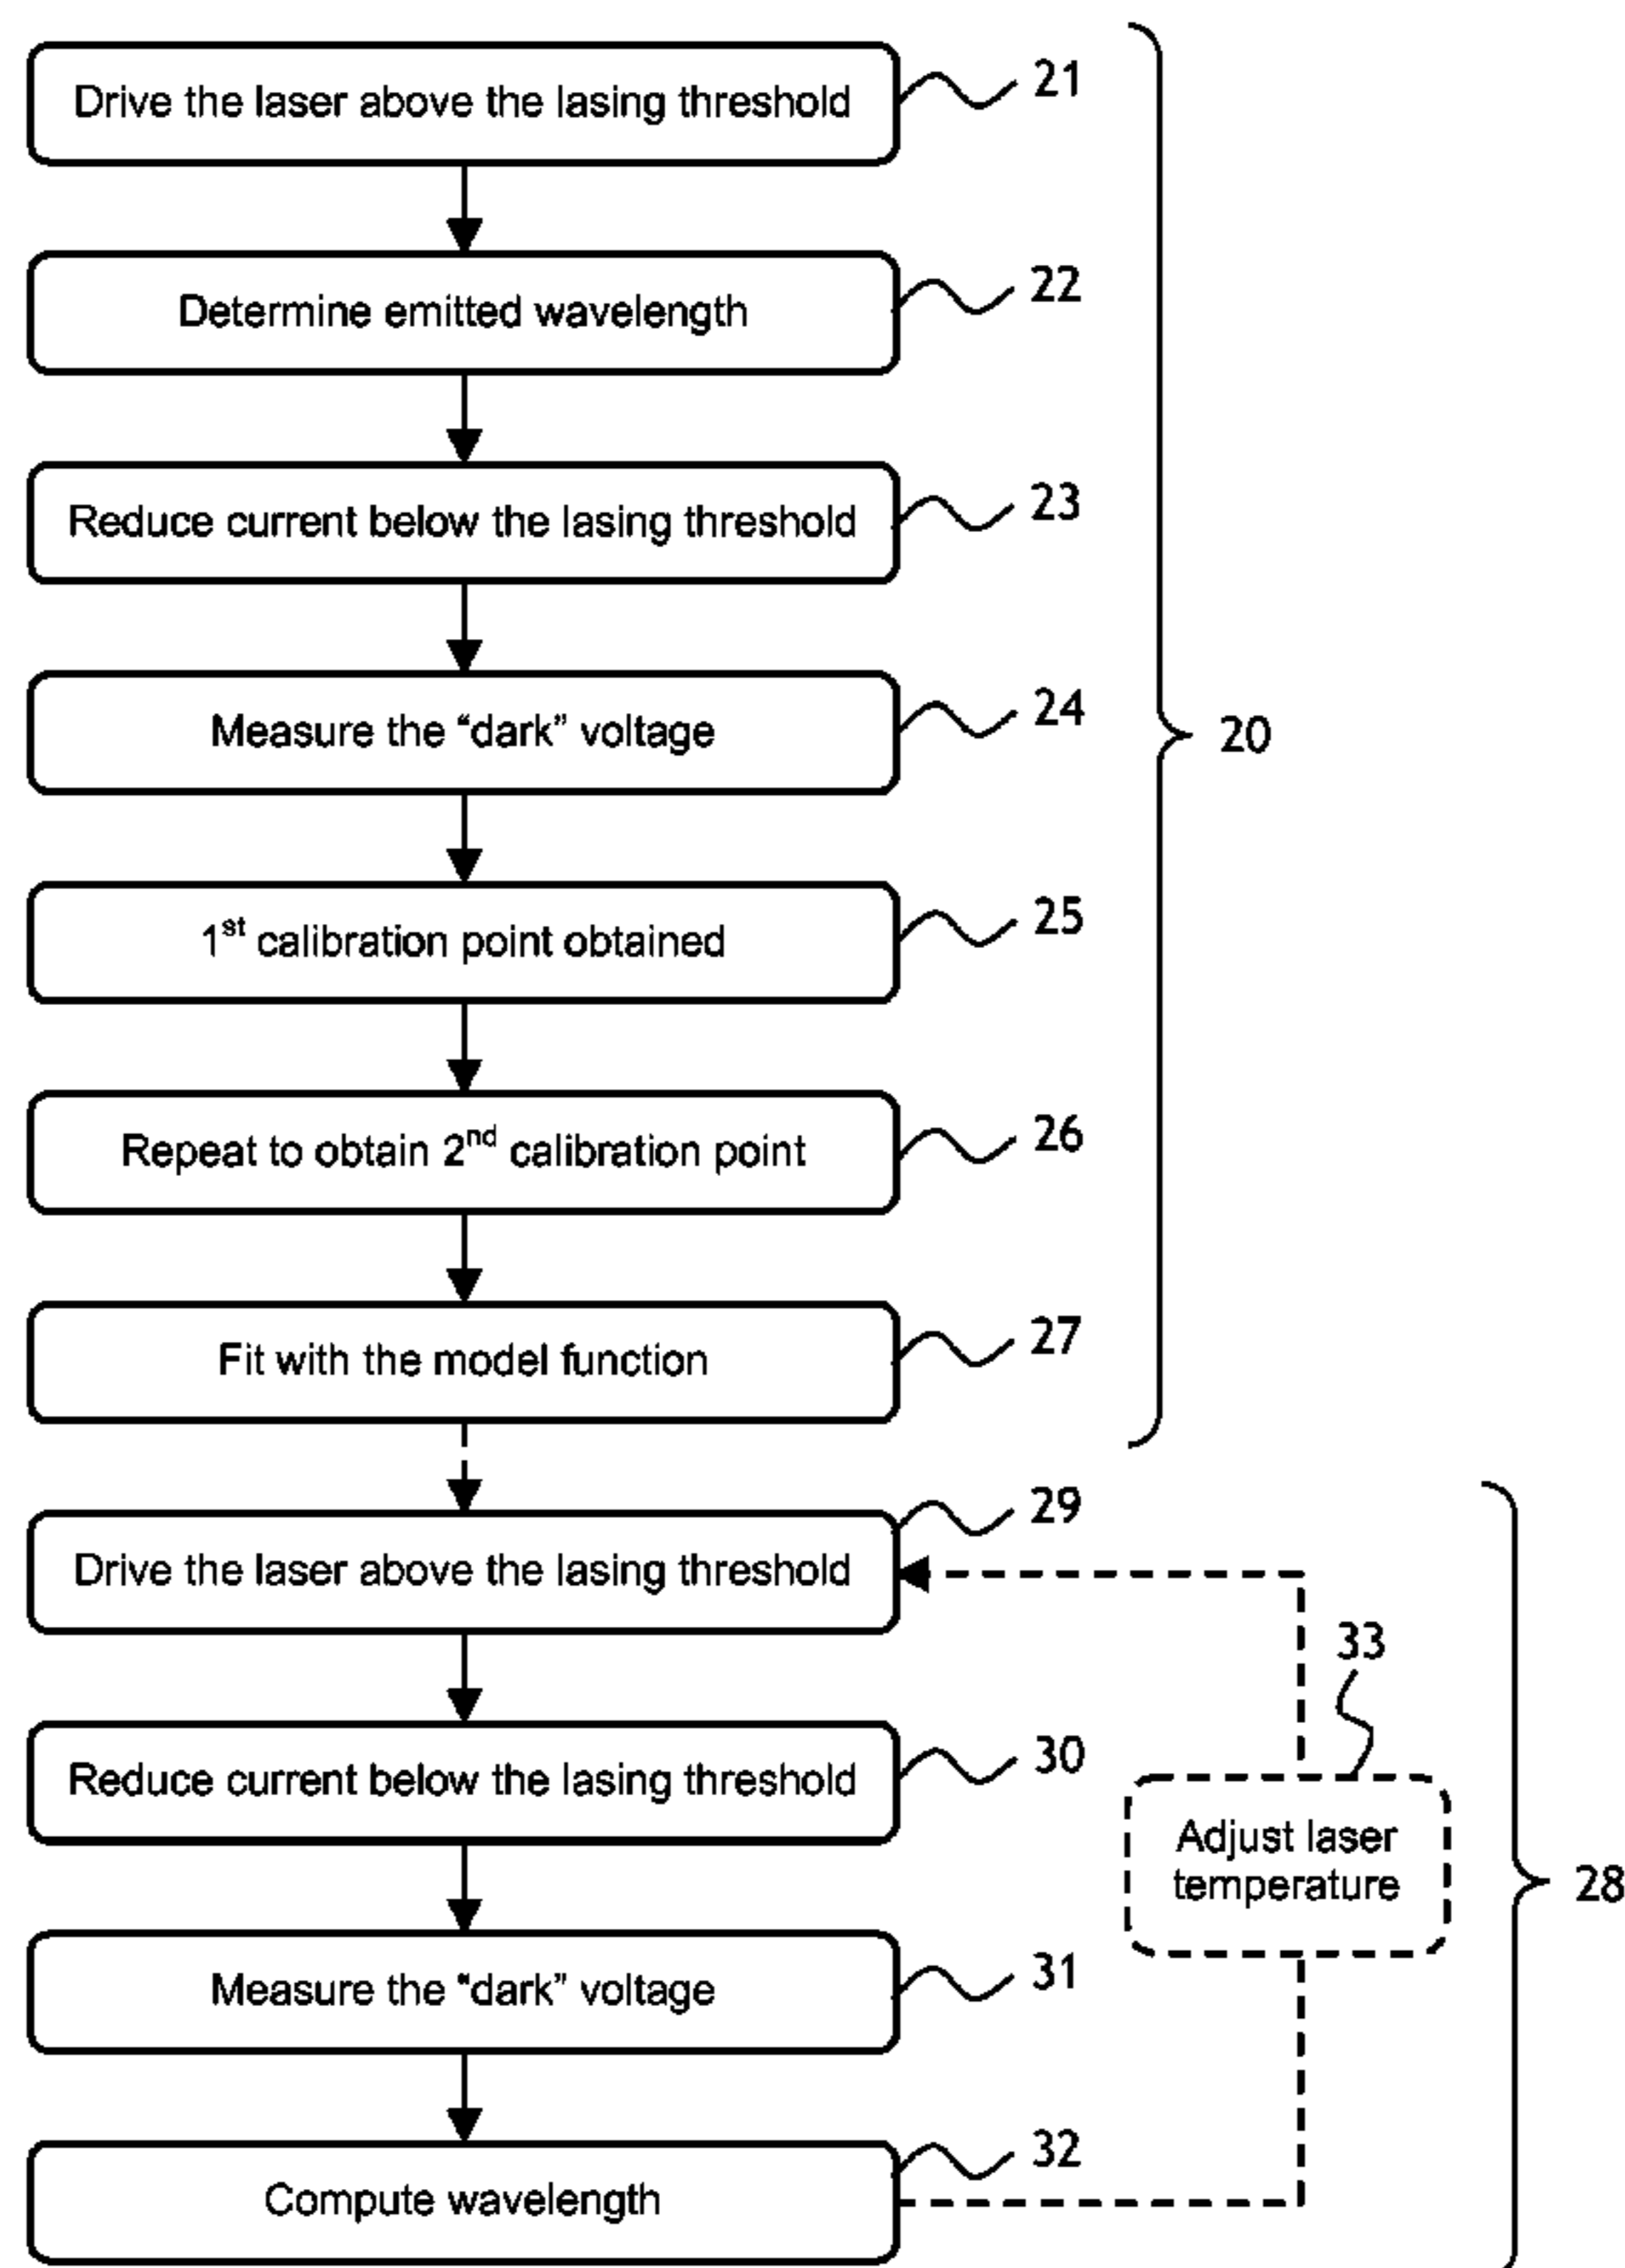 Drive the laser above the lasing threshold
21
Determine emitted wavelength
22
Reduce current below the lasing threshold
23
Measure the “dark” voltage
24
20
1st calibration point obtained
25
Repeat to obtain 2nd calibration point
26
Fit with the model function
27
Drive the laser above the lasing threshold
29
33
Reduce current below the lasing threshold
30
Adjust laser
temperature
28
Measure the “dark” voltage
31
Compute wavelength
32